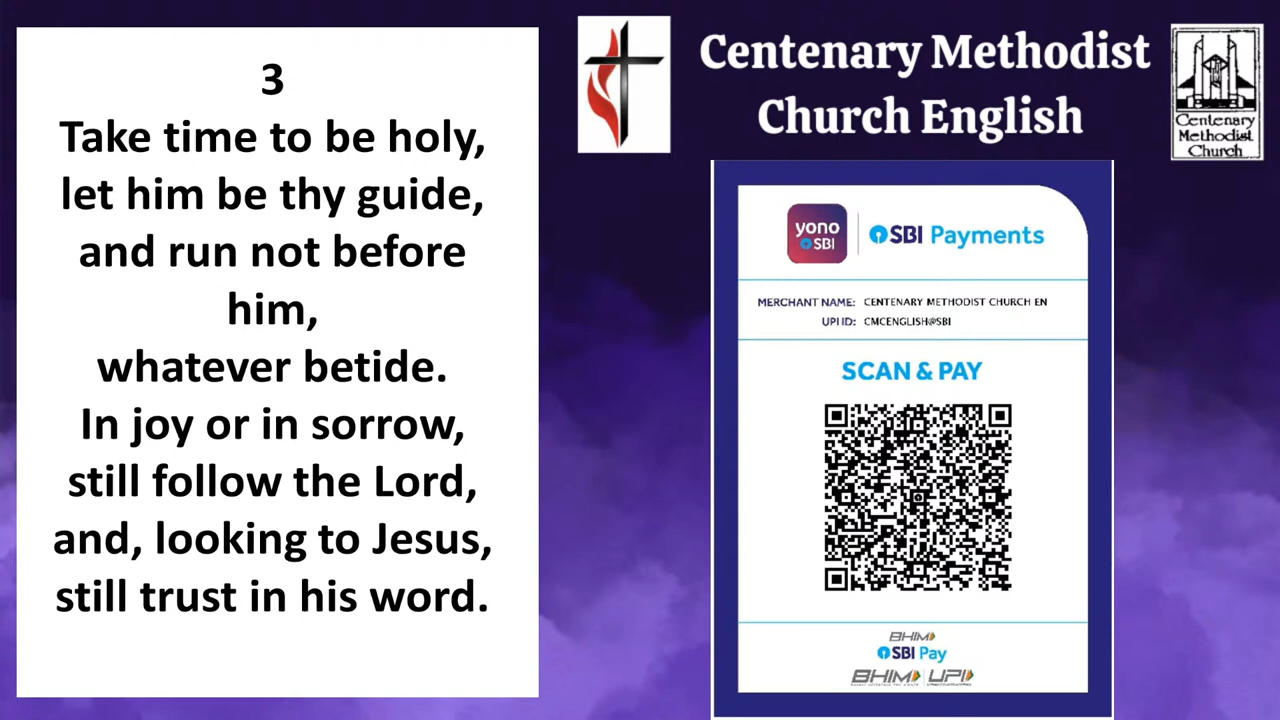 3
Take time to be holy,
let him be thy guide,
and run not before
him,
whatever betide.
In joy or in sorrow,
still follow the Lord,
and, looking to Jesus,
still trust in his word.
Centenary Methodist
Church English
Centenary
Methodist
Church
yono
SBI
SBI Payments
MERCHANT NAME: CENTENARY METHODIST CHURCH EN
UPI ID: CMCENGLISH@SBI
SCAN & PAY
BHIM
SBI Pay
BHIM UPI